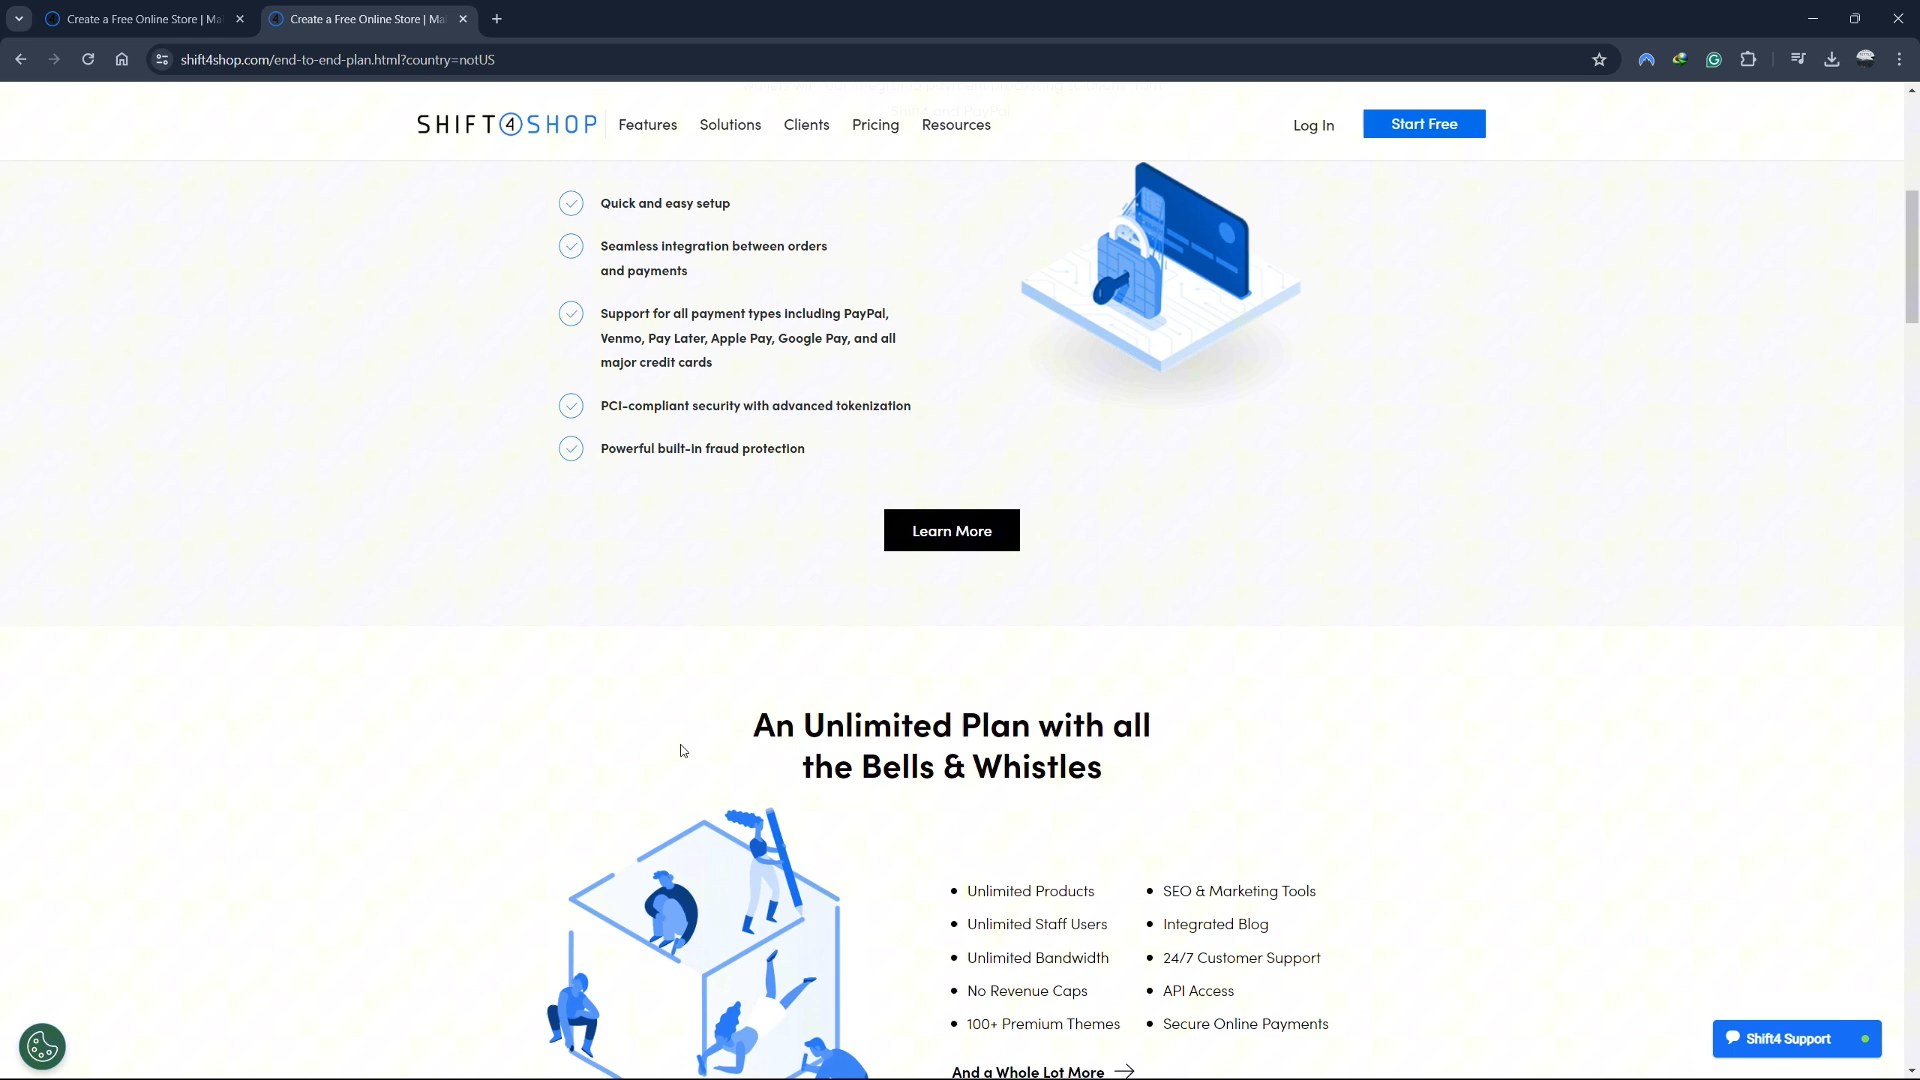 Create a Free Online Store | Ma
Create a Free Online Store | Ma
shift4shop.com/end-to-end-plan.html?country=notUS
Shift4 and PayPal
SHIFT4SHOP
Features
Solutions
Clients
Pricing
Resources
Log In
Start Free
Quick and easy setup
Seamless integration between orders
and payments
Support for all payment types including PayPal,
Venmo, Pay Later, Apple Pay, Google Pay, and all
major credit cards
PCI-compliant security with advanced tokenization
Powerful built-in fraud protection
Learn More
An Unlimited Plan with all
the Bells & Whistles
Unlimited Products
Unlimited Staff Users
Unlimited Bandwidth
No Revenue Caps
100+ Premium Themes
SEO & Marketing Tools
Integrated Blog
24/7 Customer Support
API Access
Secure Online Payments
And a Whole Lot More
Shift4 Support